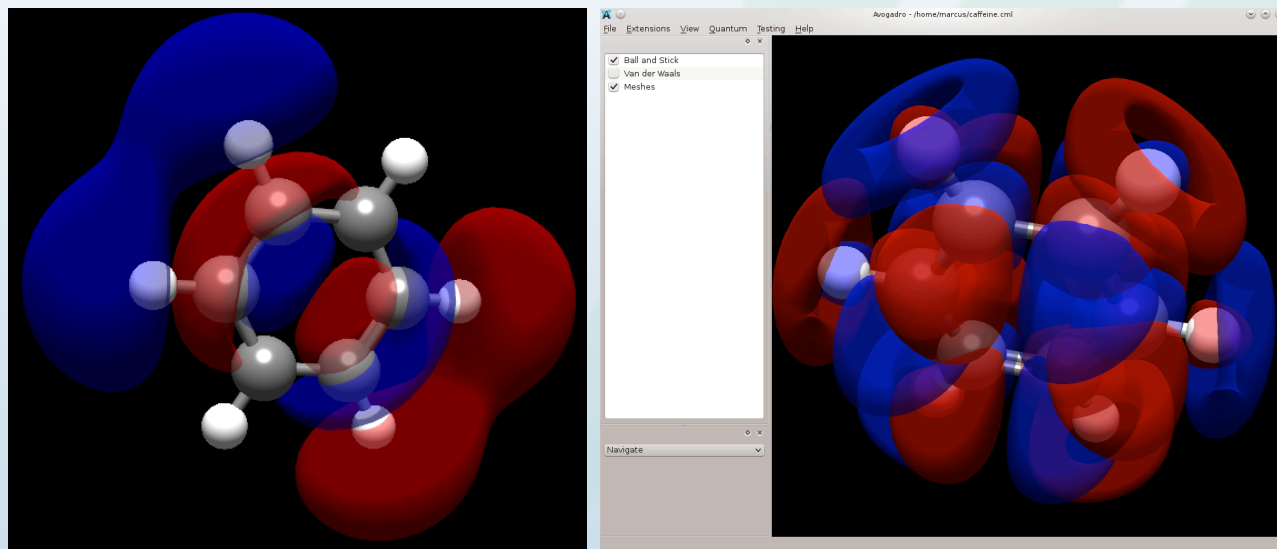 Avogadro - /home/marcus/caffeine.cml
File Extensions View Quantum Testing Help
Ball and Stick
Van der Waals
Meshes
Navigate